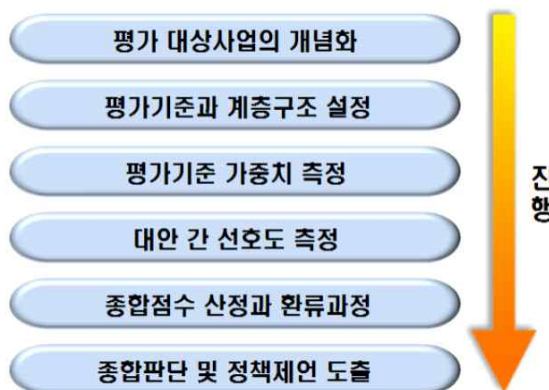 평가 대상사업의 개념화
평가기준과 계층구조 설정
평가기준 가중치 측정
대안 간 선호도 측정
종합점수 산정과 환류과정
종합판단 및 정책제언 도출
진
행